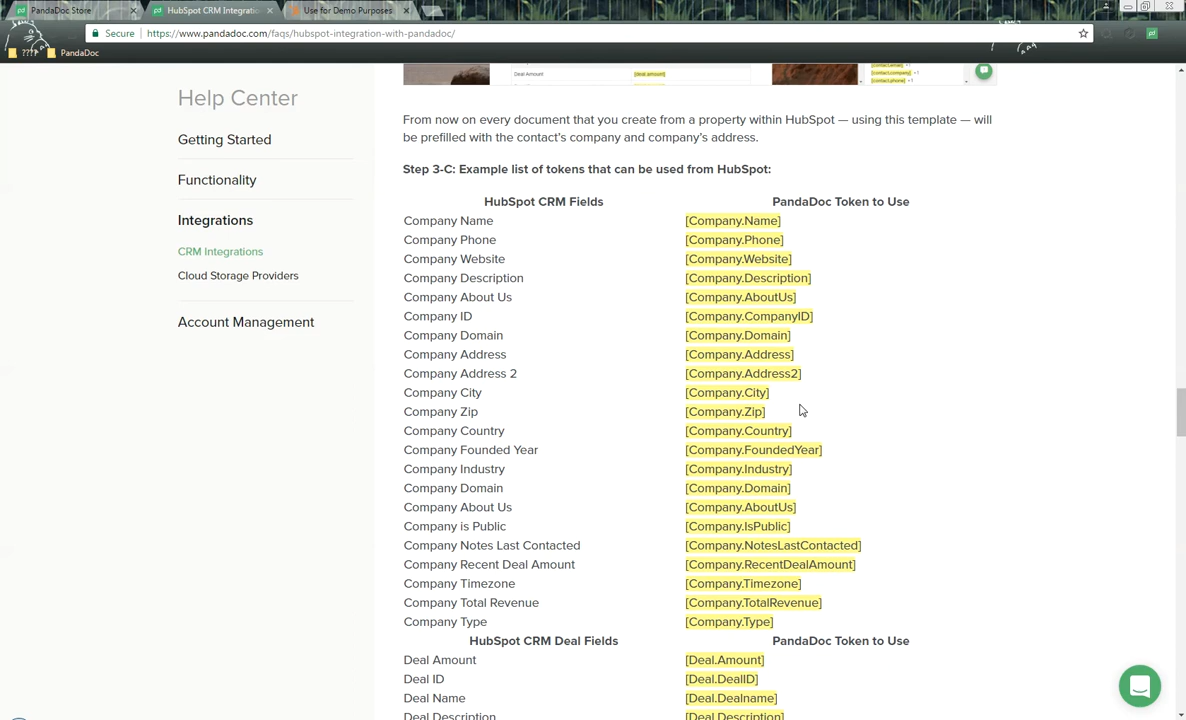 PandaDoc Store
HubSpot CRM Integratio
Use for Demo Purposes
Secure
https://www.pandadoc.com/faqs/hubspot-integration-with-pandadoc/
????
PandaDoc
Help Center
Getting Started
Functionality
Integrations
CRM Integrations
Cloud Storage Providers
Account Management
Deal Amount [deal.amount]
[contact.company] +1
[contact.phone] +1
From now on every document that you create from a property within HubSpot — using this template — will
be prefilled with the contact's company and company's address.
Step 3-C: Example list of tokens that can be used from HubSpot:
HubSpot CRM Fields PandaDoc Token to Use
Company Name [Company.Name]
Company Phone [Company.Phone]
Company Website [Company.Website]
Company Description [Company.Description]
Company About Us [Company.AboutUs]
Company ID [Company.CompanyID]
Company Domain [Company.Domain]
Company Address [Company.Address]
Company Address 2 [Company.Address2]
Company City [Company.City]
Company Zip [Company.Zip]
Company Country [Company.Country]
Company Founded Year [Company.FoundedYear]
Company Industry [Company.Industry]
Company Domain [Company.Domain]
Company About Us [Company.AboutUs]
Company is Public [Company.IsPublic]
Company Notes Last Contacted [Company.NotesLastContacted]
Company Recent Deal Amount [Company.RecentDealAmount]
Company Timezone [Company.Timezone]
Company Total Revenue [Company.TotalRevenue]
Company Type [Company.Type]
HubSpot CRM Deal Fields PandaDoc Token to Use
Deal Amount [Deal.Amount]
Deal ID [Deal.DealID]
Deal Name [Deal.Dealname]
Deal Description [Deal.Description]